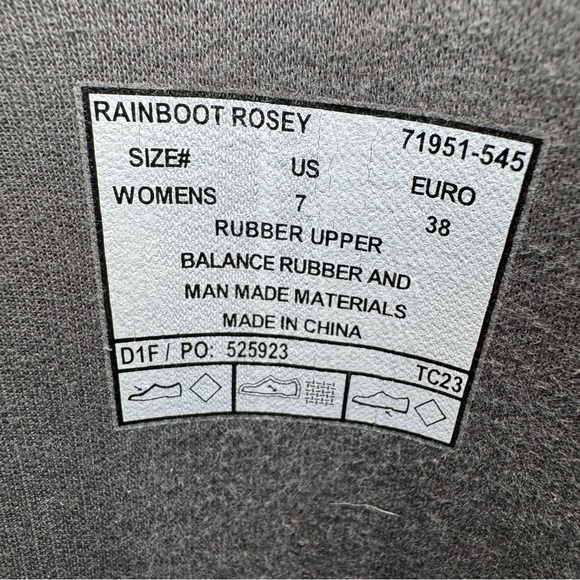 RAINBOOT ROSEY 71951-545
SIZE# US EURO
WOMENS 7 38
RUBBER UPPER
BALANCE RUBBER AND
MAN MADE MATERIALS
MADE IN CHINA
D1F / PO: 525923 TC23